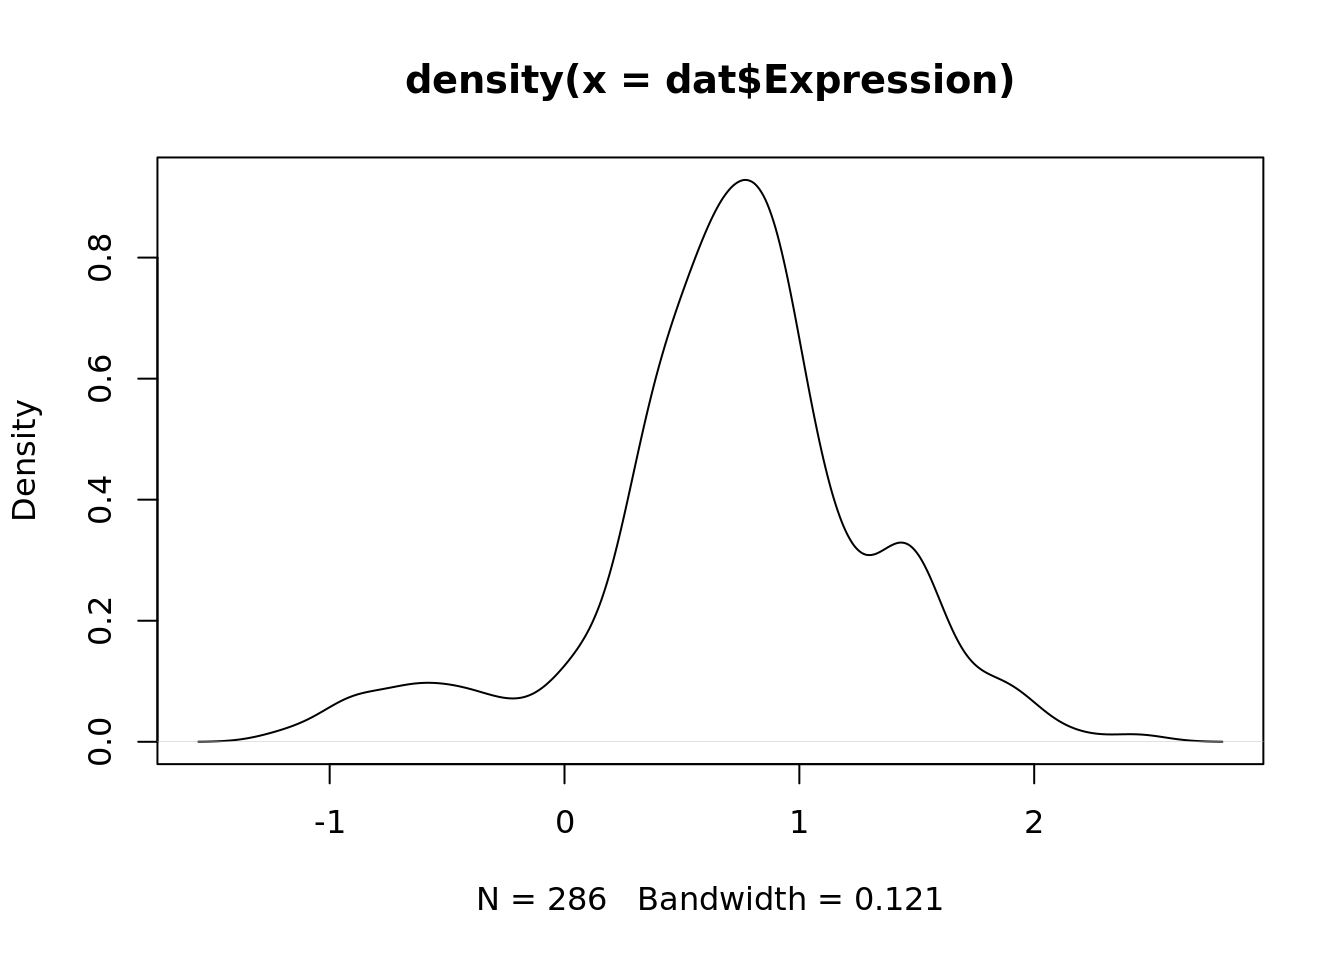 density(x = dat$Expression)
Density
0.8
0.6
0.4
0.2
0.0
-1 0 1 2
N = 286 Bandwidth = 0.121